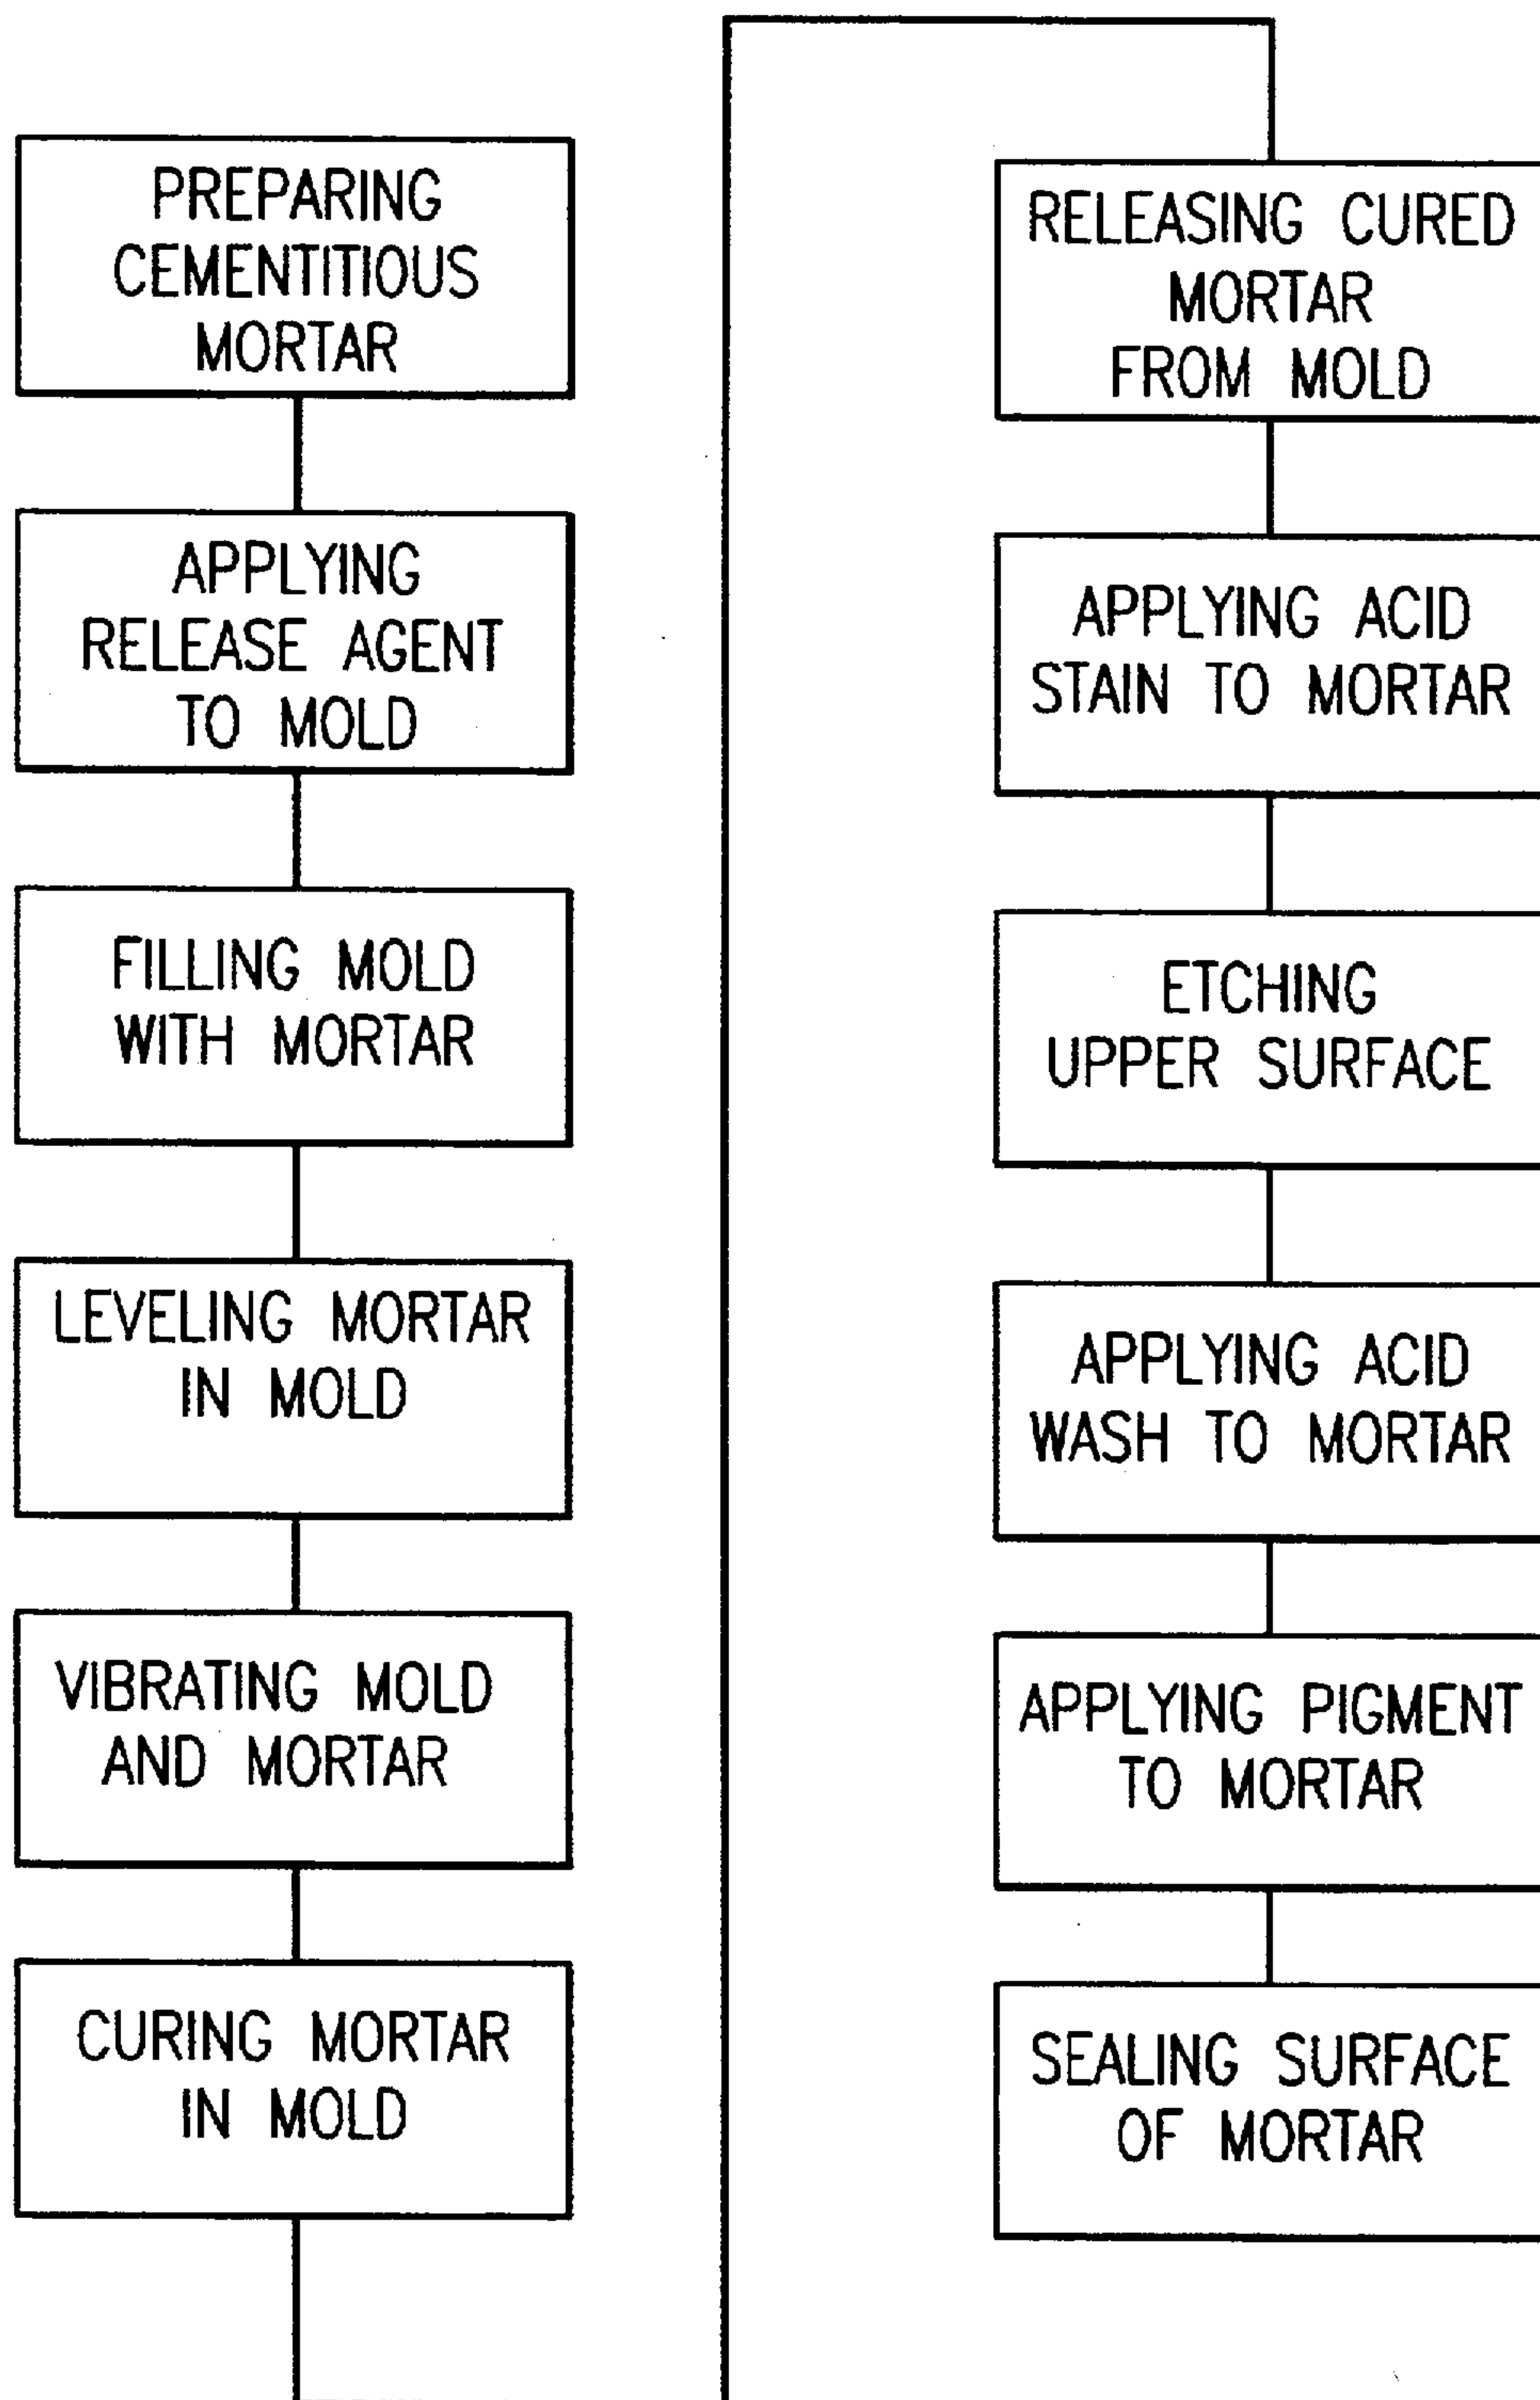 PREPARING
CEMENTITIOUS
MORTAR
APPLYING
RELEASE AGENT
TO MOLD
FILLING MOLD
WITH MORTAR
LEVELING MORTAR
IN MOLD
VIBRATING MOLD
AND MORTAR
CURING MORTAR
IN MOLD
RELEASING CURED
MORTAR
FROM MOLD
APPLYING ACID
STAIN TO MORTAR
ETCHING
UPPER SURFACE
APPLYING ACID
WASH TO MORTAR
APPLYING PIGMENT
TO MORTAR
SEALING SURFACE
OF MORTAR